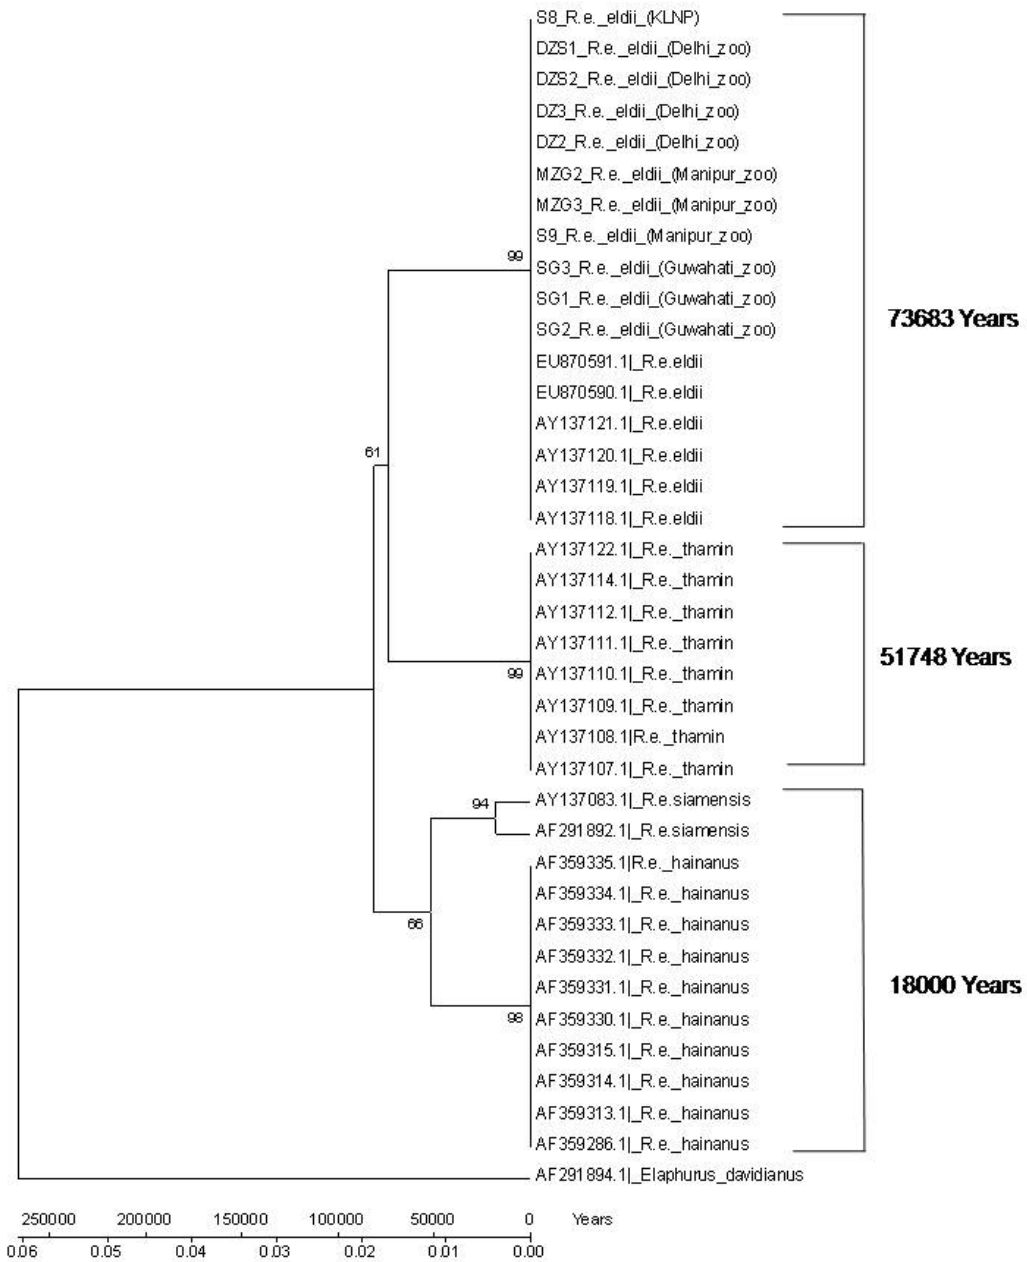 S8_R.e._eldii_(KLNP)
DZS1_R.e._eldii_(Delhi_zoo)
DZS2_R.e._eldii_(Delhi_zoo)
DZ3_R.e._eldii_(Delhi_zoo)
DZ2_R.e._eldii_(Delhi_zoo)
MZG2_R.e._eldii_(Manipur_zoo)
MZG3_R.e._eldii_(Manipur_zoo)
S9_R.e._eldii_(Manipur_zoo)
99
SG3_R.e._eldii_(Guwahati_zoo)
SG1_R.e._eldii_(Guwahati_zoo)
SG2_R.e._eldii_(Guwahati_zoo)
73683 Years
EU870591.1|_R.e.eldii
EU870590.1|_R.e.eldii
AY137121.1|_R.e.eldii
61
AY137120.1|_R.e.eldii
AY137119.1|_R.e.eldii
AY137118.1|_R.e.eldii
AY137122.1|_R.e._thamin
AY137114.1|_R.e._thamin
AY137112.1|_R.e._thamin
AY137111.1|_R.e._thamin
51748 Years
99
AY137110.1|_R.e._thamin
AY137109.1|_R.e._thamin
AY137108.1|R.e._thamin
AY137107.1|_R.e._thamin
94
AY137083.1|_R.e.siamensis
AF291892.1|_R.e.siamensis
AF359335.1|R.e._hainanus
AF359334.1|_R.e._hainanus
66
AF359333.1|_R.e._hainanus
AF359332.1|_R.e._hainanus
AF359331.1|_R.e._hainanus
18000 Years
98
AF359330.1|_R.e._hainanus
AF359315.1|_R.e._hainanus
AF359314.1|_R.e._hainanus
AF359313.1|_R.e._hainanus
AF359286.1|_R.e._hainanus
AF291894.1|_Elaphurus_davidianus
250000 200000 150000 100000 50000 0 Years
0.06 0.05 0.04 0.03 0.02 0.01 0.00